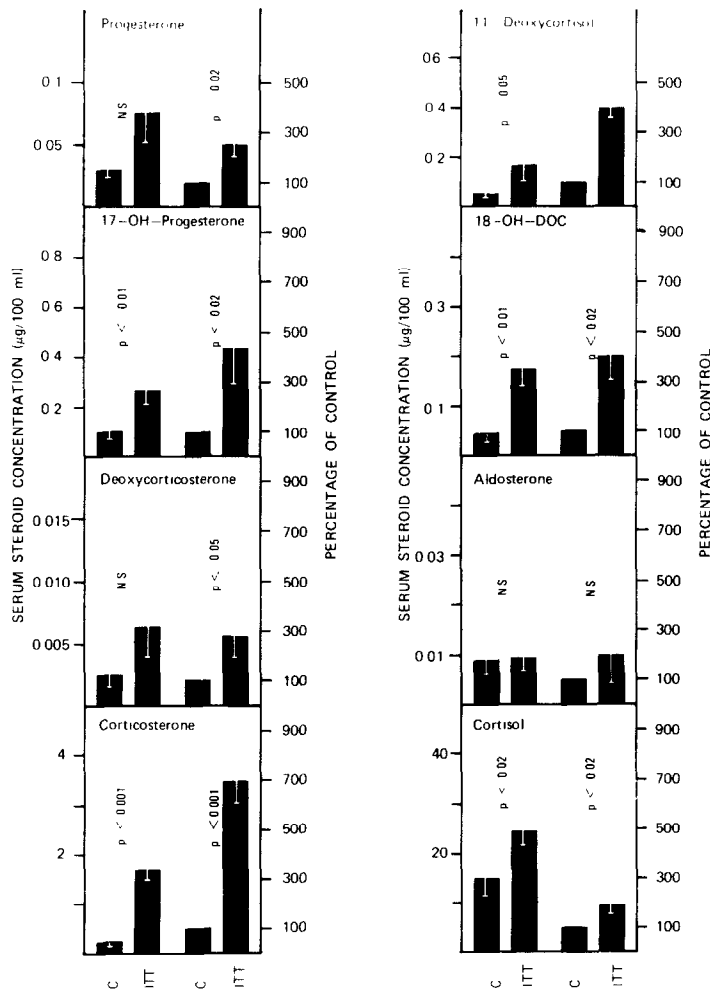 Progesterone
0 1
0 05
NS
p 0 02
500
300
100
17-OH-Progesterone
0.8
0 6
0.4
0 2
p < 0 01
p < 0 02
900
700
500
300
100
Deoxycorticosterone
0 015
0 010
0 005
NS
p < 0 05
900
700
500
300
100
Corticosterone
4
2
p < 0 001
p < 0 001
900
700
500
300
100
C
ITT
C
ITT
SERUM STEROID CONCENTRATION (μg/100 ml)
PERCENTAGE OF CONTROL
11 Deoxycortisol
0 6
0 4
0 2
p 0 05
500
300
100
18-OH-DOC
0 3
0 1
p < 0 01
p < 0 02
900
700
500
300
100
Aldosterone
0 03
0 01
NS
NS
900
700
500
300
100
Cortisol
40
20
p < 0 02
p < 0 02
900
700
500
300
100
C
ITT
C
ITT
SERUM STEROID CONCENTRATION (μg/100 ml)
PERCENTAGE OF CONTROL